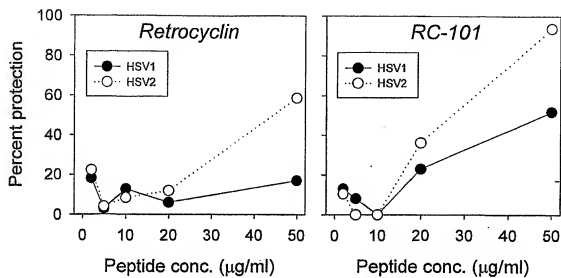 Percent protection
100
80
60
40
20
0
Retrocyclin
HSV1
HSV2
0 10 20 30 40 50
Peptide conc. (μg/ml)
RC-101
HSV1
HSV2
0 10 20 30 40 50
Peptide conc. (μg/ml)